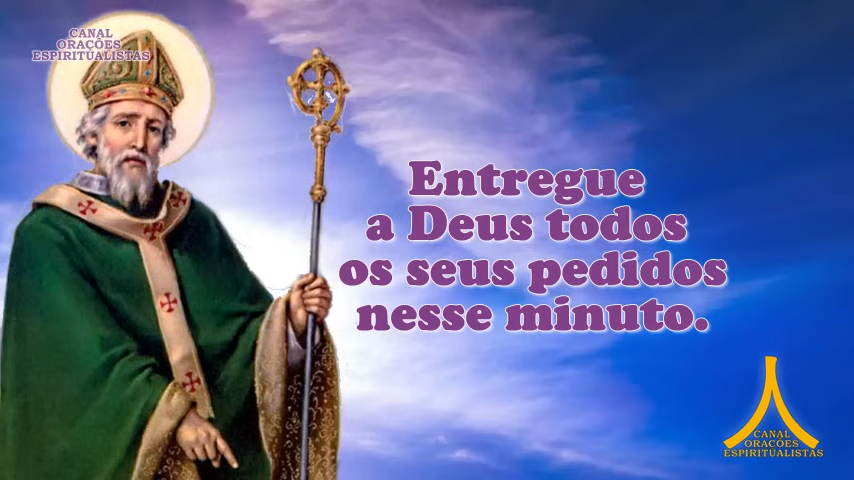 CANAL
ORAÇÕES
ESPIRITUALISTAS
Entregue
a Deus todos
os seus pedidos
nesse minuto.
CANAL
ORAÇÕES
ESPIRITUALISTAS